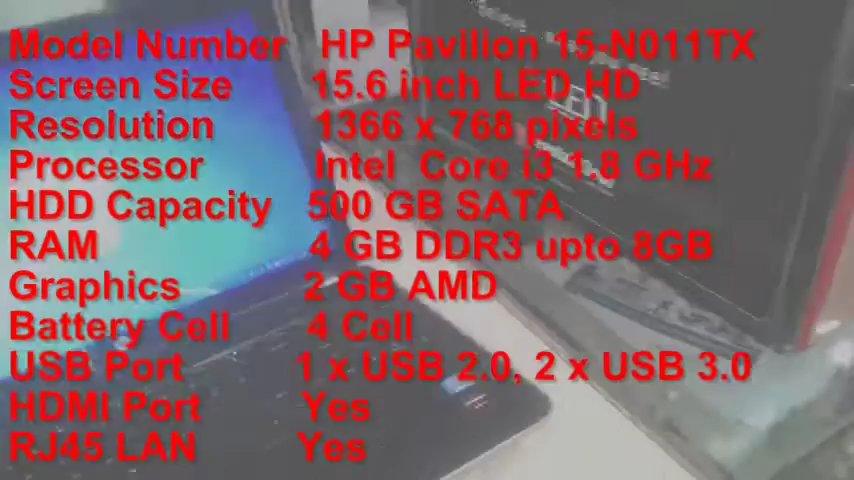 Model Number HP Pavilion 15-N011TX
Screen Size 15.6 inch LED HD
Resolution 1366 x 768 pixels
Processor Intel Core i3 1.8 GHz
HDD Capacity 500 GB SATA
RAM 4 GB DDR3 upto 8GB
Graphics 2 GB AMD
Battery Cell 4 Cell
USB Port 1 x USB 2.0, 2 x USB 3.0
HDMI Port Yes
RJ45 LAN Yes